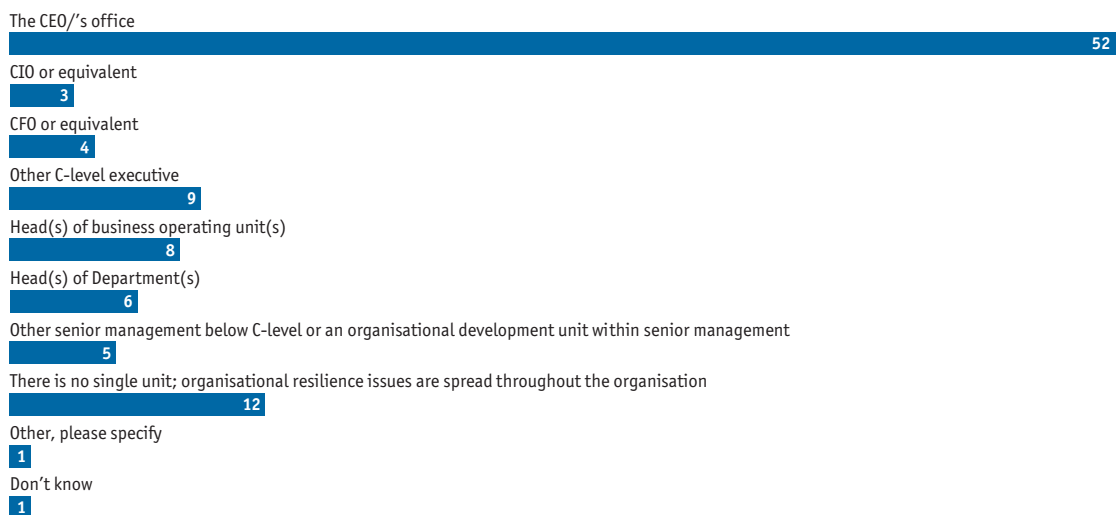 The CEO/’s office
52
CIO or equivalent
3
CFO or equivalent
4
Other C-level executive
9
Head(s) of business operating unit(s)
8
Head(s) of Department(s)
6
Other senior management below C-level or an organisational development unit within senior management
5
There is no single unit; organisational resilience issues are spread throughout the organisation
12
Other, please specify
1
Don’t know
1